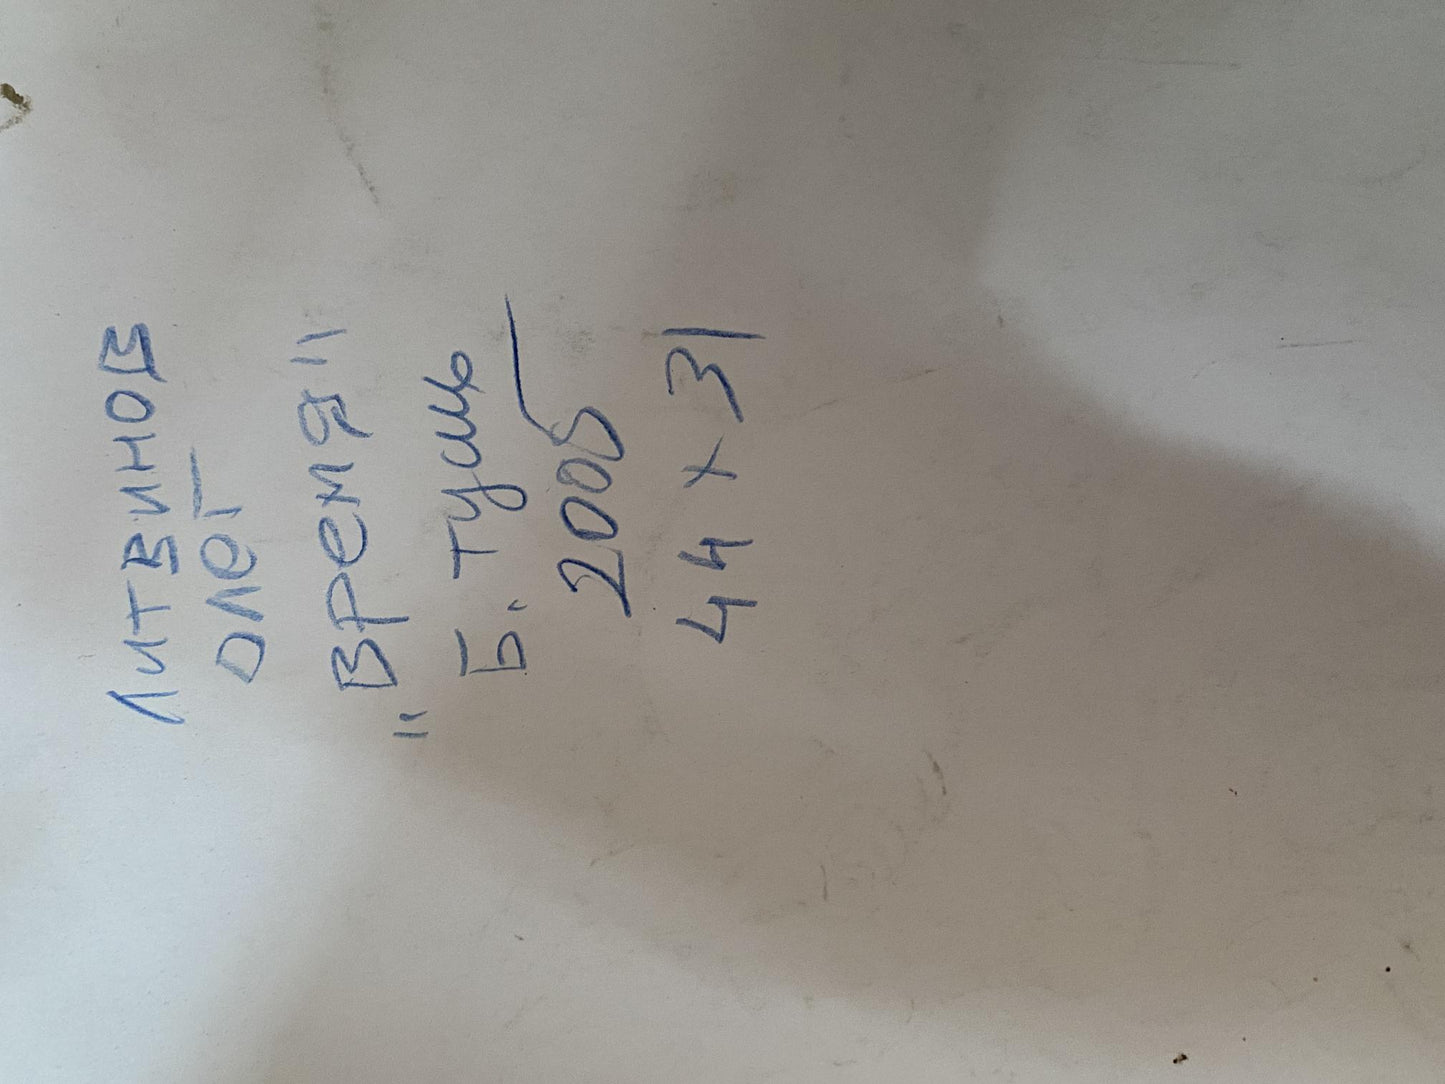 ЛИТВИНОВ
ОЛЕГ
"Время"
Б. тушь
2005
44 х 31